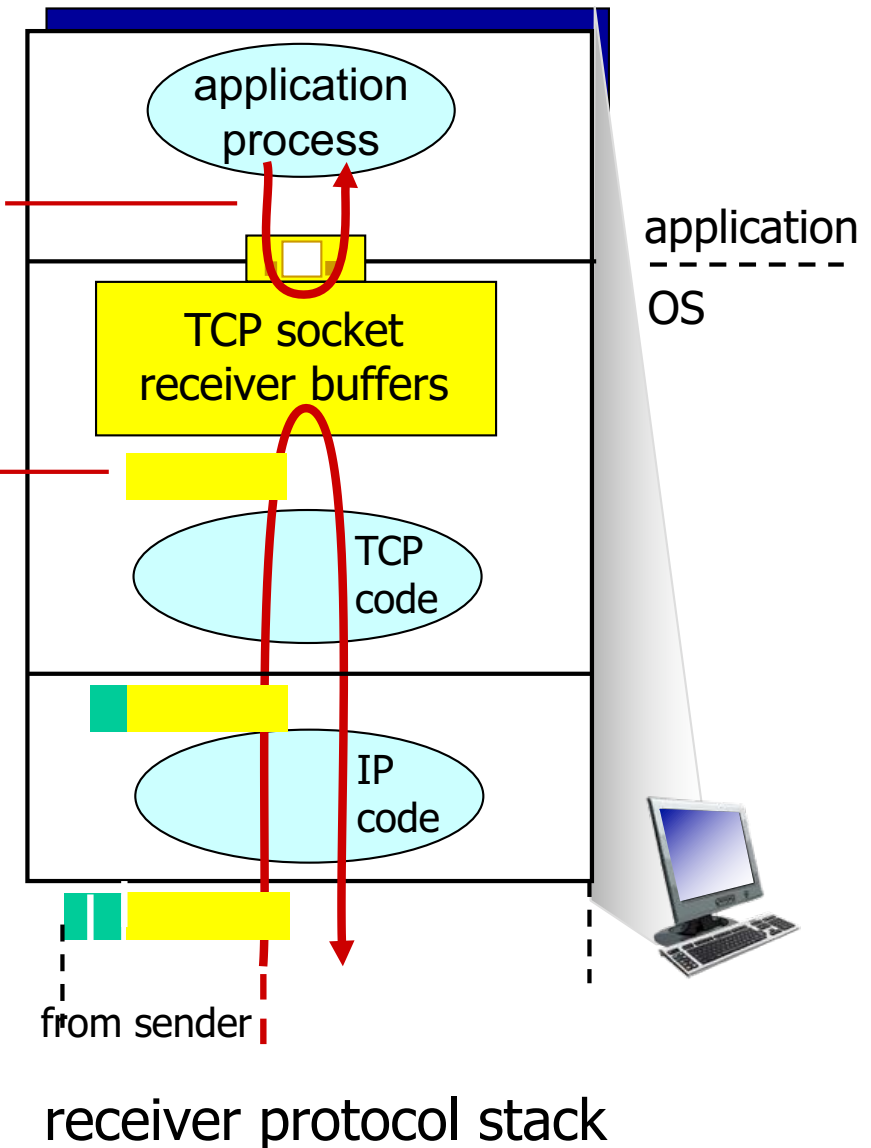 application
process
application
OS
TCP socket
receiver buffers
TCP
code
IP
code
from sender
receiver protocol stack